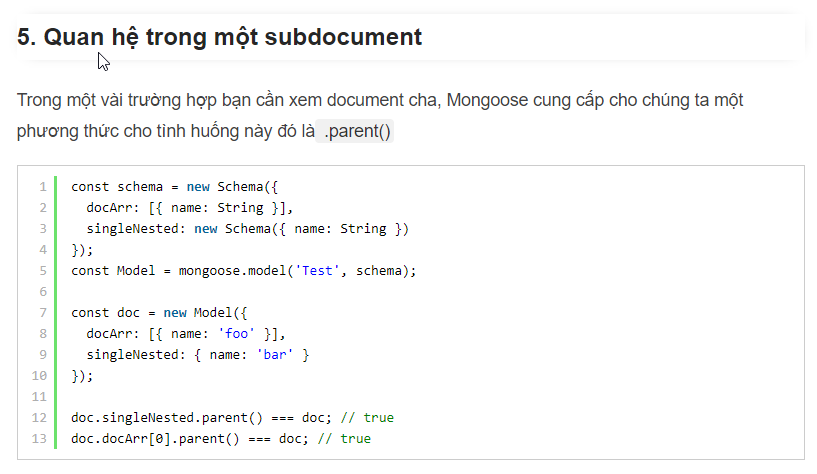 5. Quan hệ trong một subdocument
Trong một vài trường hợp bạn cần xem document cha, Mongoose cung cấp cho chúng ta một
phương thức cho tình huống này đó là .parent()
1 const schema = new Schema({
2   docArr: [{ name: String }],
3   singleNested: new Schema({ name: String })
4 });
5 const Model = mongoose.model('Test', schema);
6
7 const doc = new Model({
8   docArr: [{ name: 'foo' }],
9   singleNested: { name: 'bar' }
10 });
11
12 doc.singleNested.parent() === doc; // true
13 doc.docArr[0].parent() === doc; // true